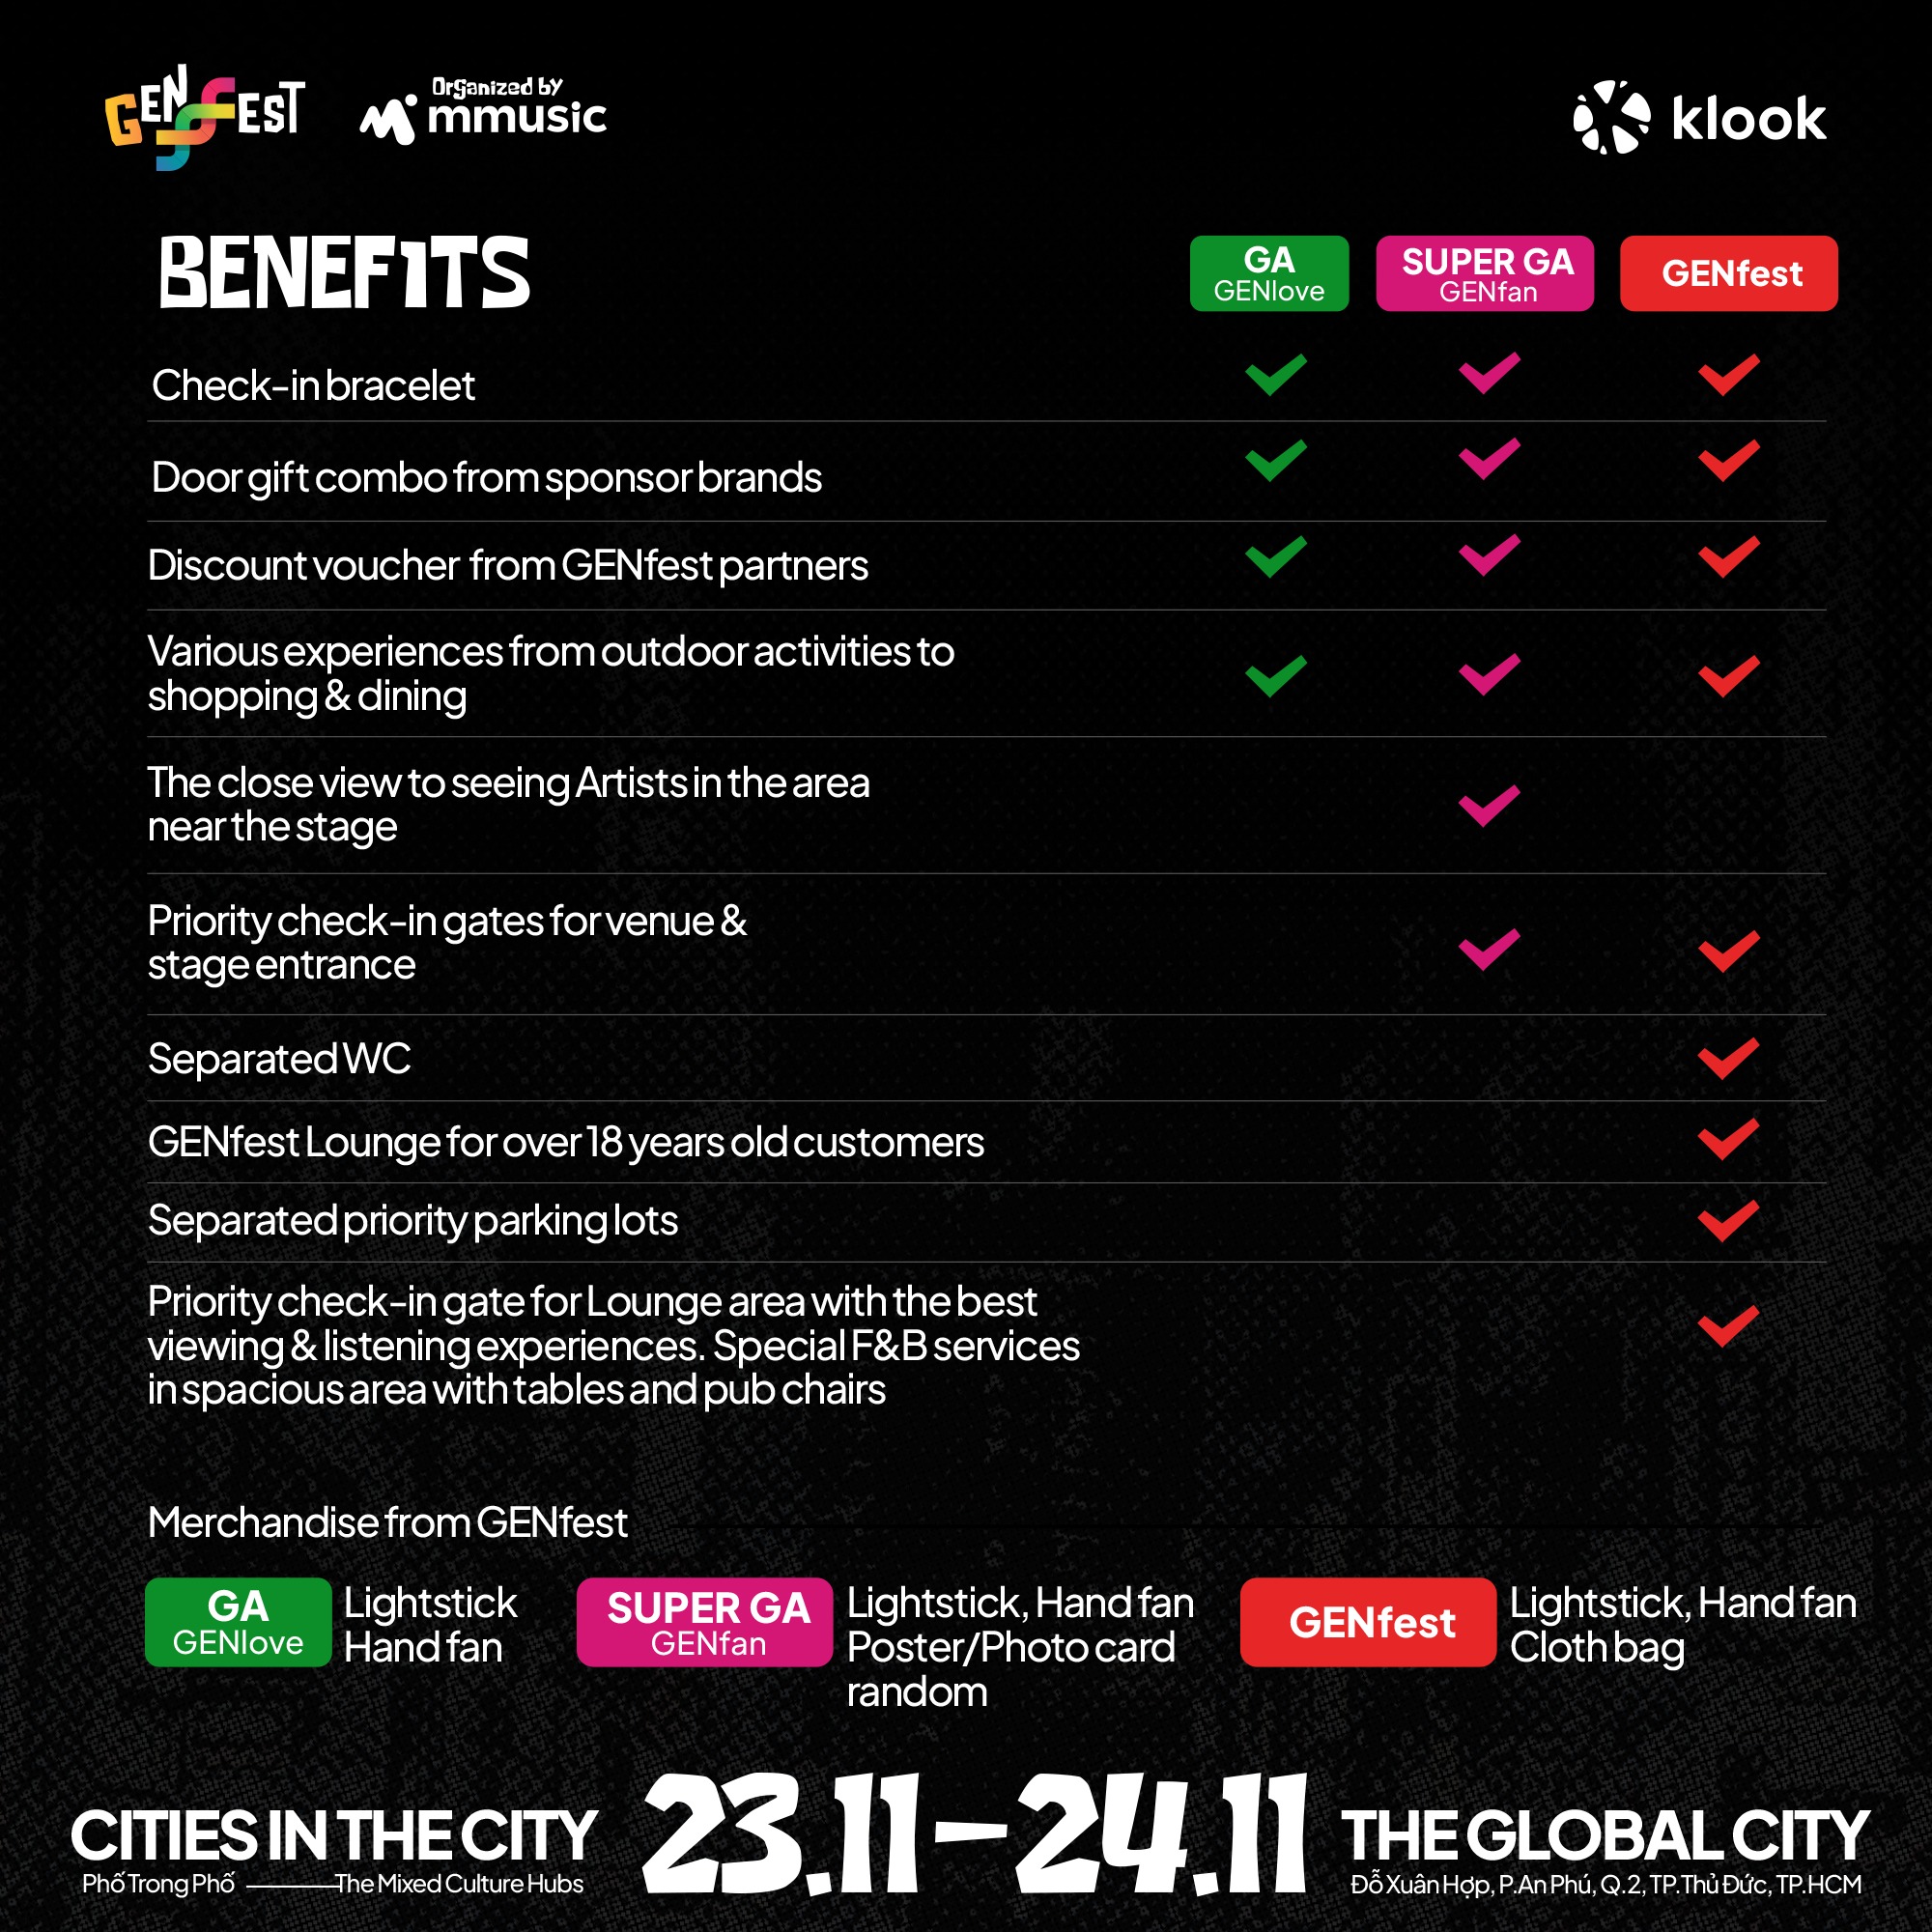 GENFEST
Organized by
mmusic
klook
BENEFITS
GA
GENlove
SUPER GA
GENfan
GENfest
Check-in bracelet
Door gift combo from sponsor brands
Discount voucher from GENfest partners
Various experiences from outdoor activities to
shopping & dining
The close view to seeing Artists in the area
near the stage
Priority check-in gates for venue &
stage entrance
Separated WC
GENfest Lounge for over 18 years old customers
Separated priority parking lots
Priority check-in gate for Lounge area with the best
viewing & listening experiences. Special F&B services
in spacious area with tables and pub chairs
Merchandise from GENfest
GA
GENlove
Lightstick
Hand fan
SUPER GA
GENfan
Lightstick, Hand fan
Poster/Photo card
random
GENfest
Lightstick, Hand fan
Cloth bag
CITIES IN THE CITY
Phố Trong Phố The Mixed Culture Hubs
23.11–24.11
THE GLOBAL CITY
Đỗ Xuân Hợp, P.An Phú, Q.2, TP.Thủ Đức, TP.HCM